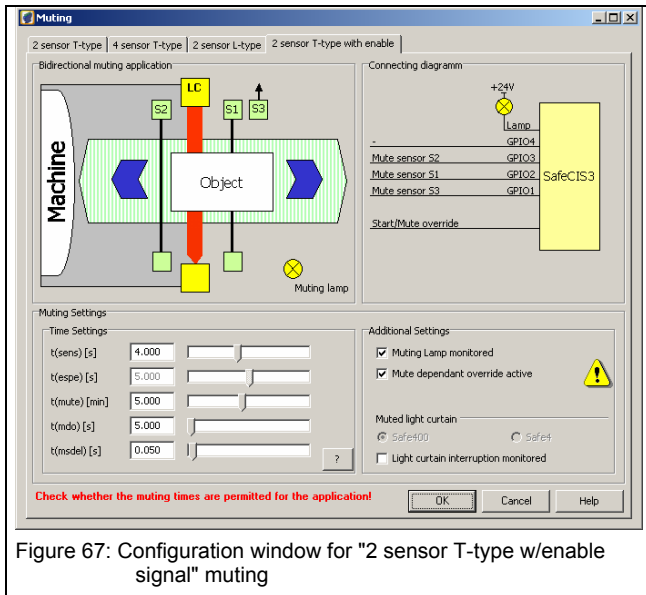 Muting
2 sensor T-type 4 sensor T-type 2 sensor L-type 2 sensor T-type with enable
Bidirectional muting application
LC
S2
S1
S3
Machine
Object
Muting lamp
Connecting diagramm
+24V
Lamp
- GPIO4
Mute sensor S2 GPIO3
Mute sensor S1 GPIO2
Mute sensor S3 GPIO1
SafeCIS3
Start/Mute override
Muting Settings
Time Settings
t(sens) [s] 4.000
t(espe) [s] 5.000
t(mute) [min] 5.000
t(mdo) [s] 5.000
t(msdel) [s] 0.050
?
Additional Settings
Muting Lamp monitored
Mute dependant override active
Muted light curtain
Safe400 Safe4
Light curtain interruption monitored
Check whether the muting times are permitted for the application!
OK Cancel Help
Figure 67: Configuration window for "2 sensor T-type w/enable
signal" muting